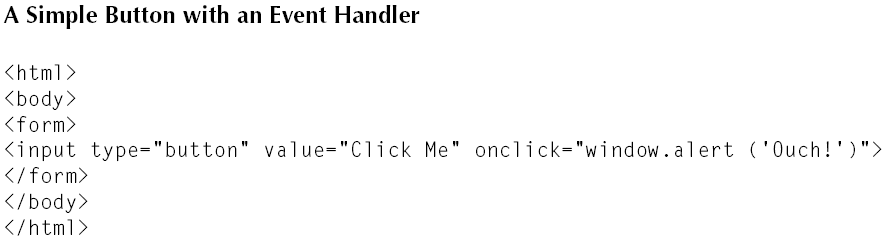 A Simple Button with an Event Handler
<html>
<body>
<form>
<input type="button" value="Click Me" onclick="window.alert ('Ouch!')">
</form>
</body>
</html>